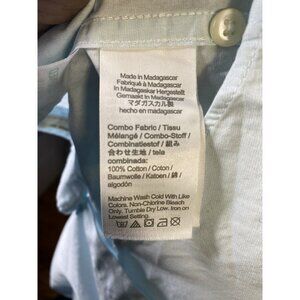 Made in Madagascar
Fabriqué à Madagascar
In Madagaskar Hergestellt
Gemaakt In Madagascar
マダガスカル製
hecho en madagascar
Combo Fabric / Tissu
Mélangé / Combo-Stoff /
Combinatiestof / 組み
合わせ生地 / tela
combinada:
100% Cotton / Coton /
Baumwolle / Katoen / 綿 /
algodón
Machine Wash Cold With Like
Colors. Non-Chlorine Bleach
Only. Tumble Dry Low. Iron on
Lowest Setting.